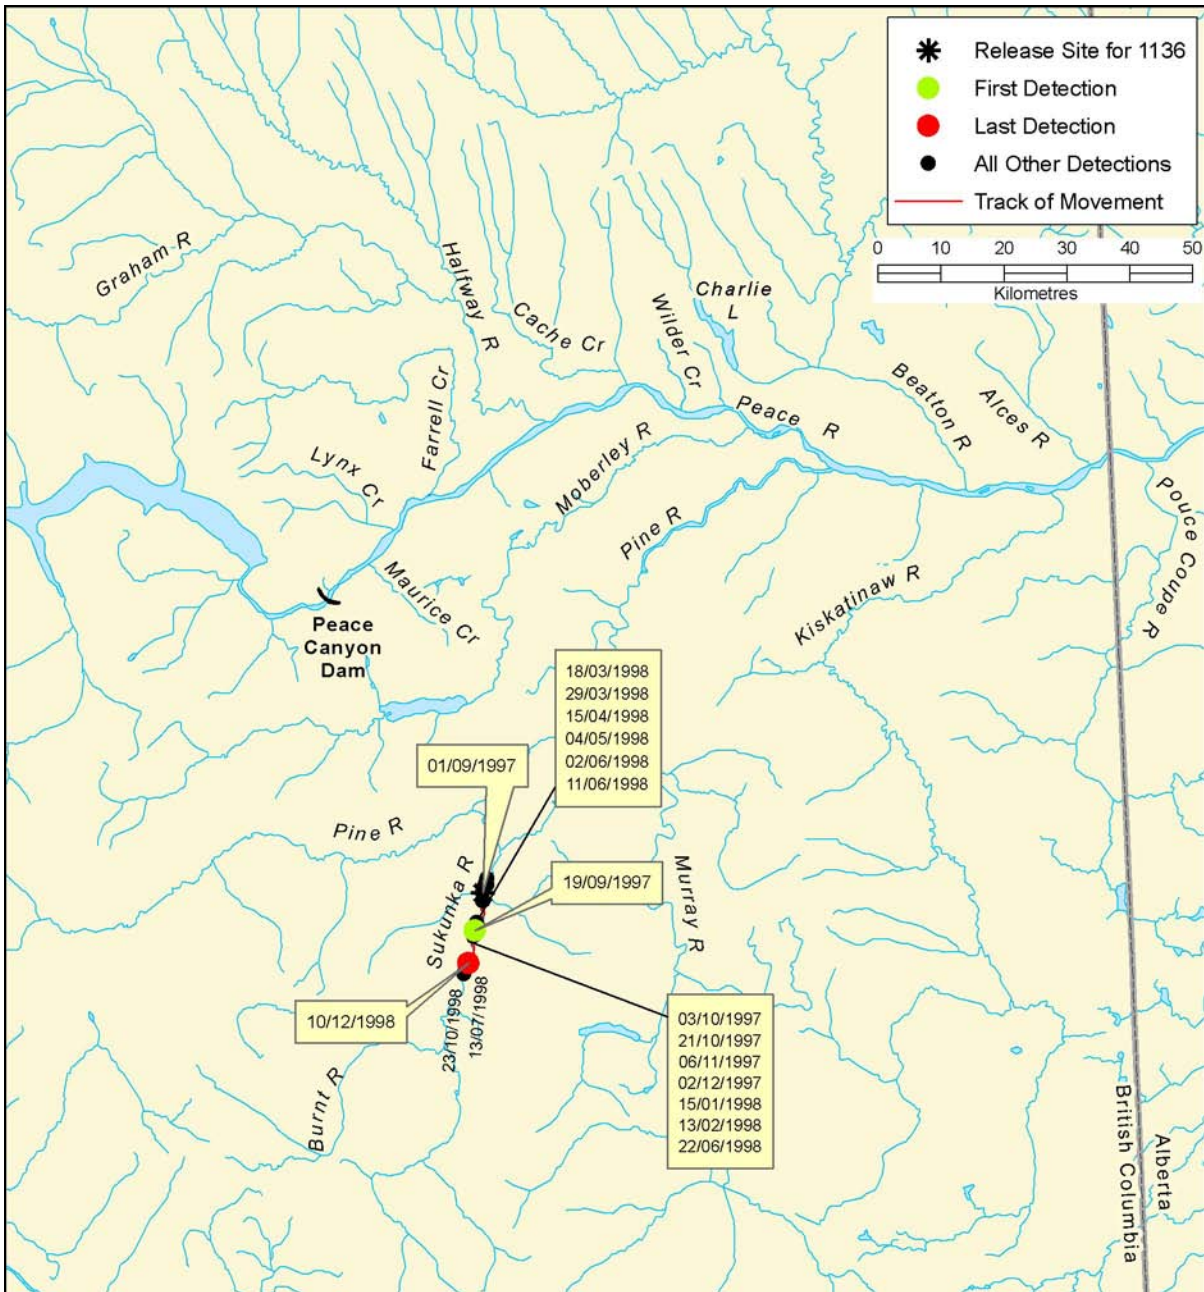 Release Site for 1136
First Detection
Last Detection
All Other Detections
Track of Movement
0 10 20 30 40 50
Kilometres
Graham R
Halfway R
Cache Cr
Wilder Cr
Charlie
L
Farrell Cr
Lynx Cr
Peace R
Beatton R
Alces R
Moberley R
Pine R
Pouce Coupe R
Maurice Cr
Kiskatinaw R
Peace
Canyon
Dam
18/03/1998
29/03/1998
15/04/1998
04/05/1998
02/06/1998
11/06/1998
01/09/1997
Pine R
Sukunka R
19/09/1997
Murray R
10/12/1998
23/10/1998
13/07/1998
03/10/1997
21/10/1997
06/11/1997
02/12/1997
15/01/1998
13/02/1998
22/06/1998
Burnt R
British Columbia
Alberta